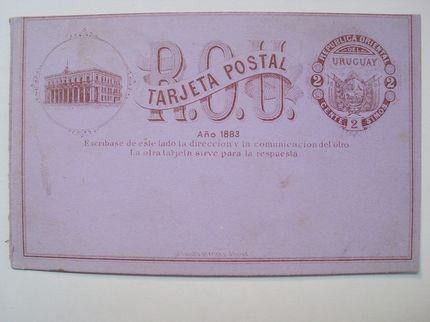 R.O.U.
TARJETA POSTAL
REPUBLICA ORIENTAL
DEL
URUGUAY
2 2
CENTE 2 SIMOS
Año 1883
Escribase de este lado la direccion y la comunicacion del otro
La otra tarjeta sirve para la respuesta.